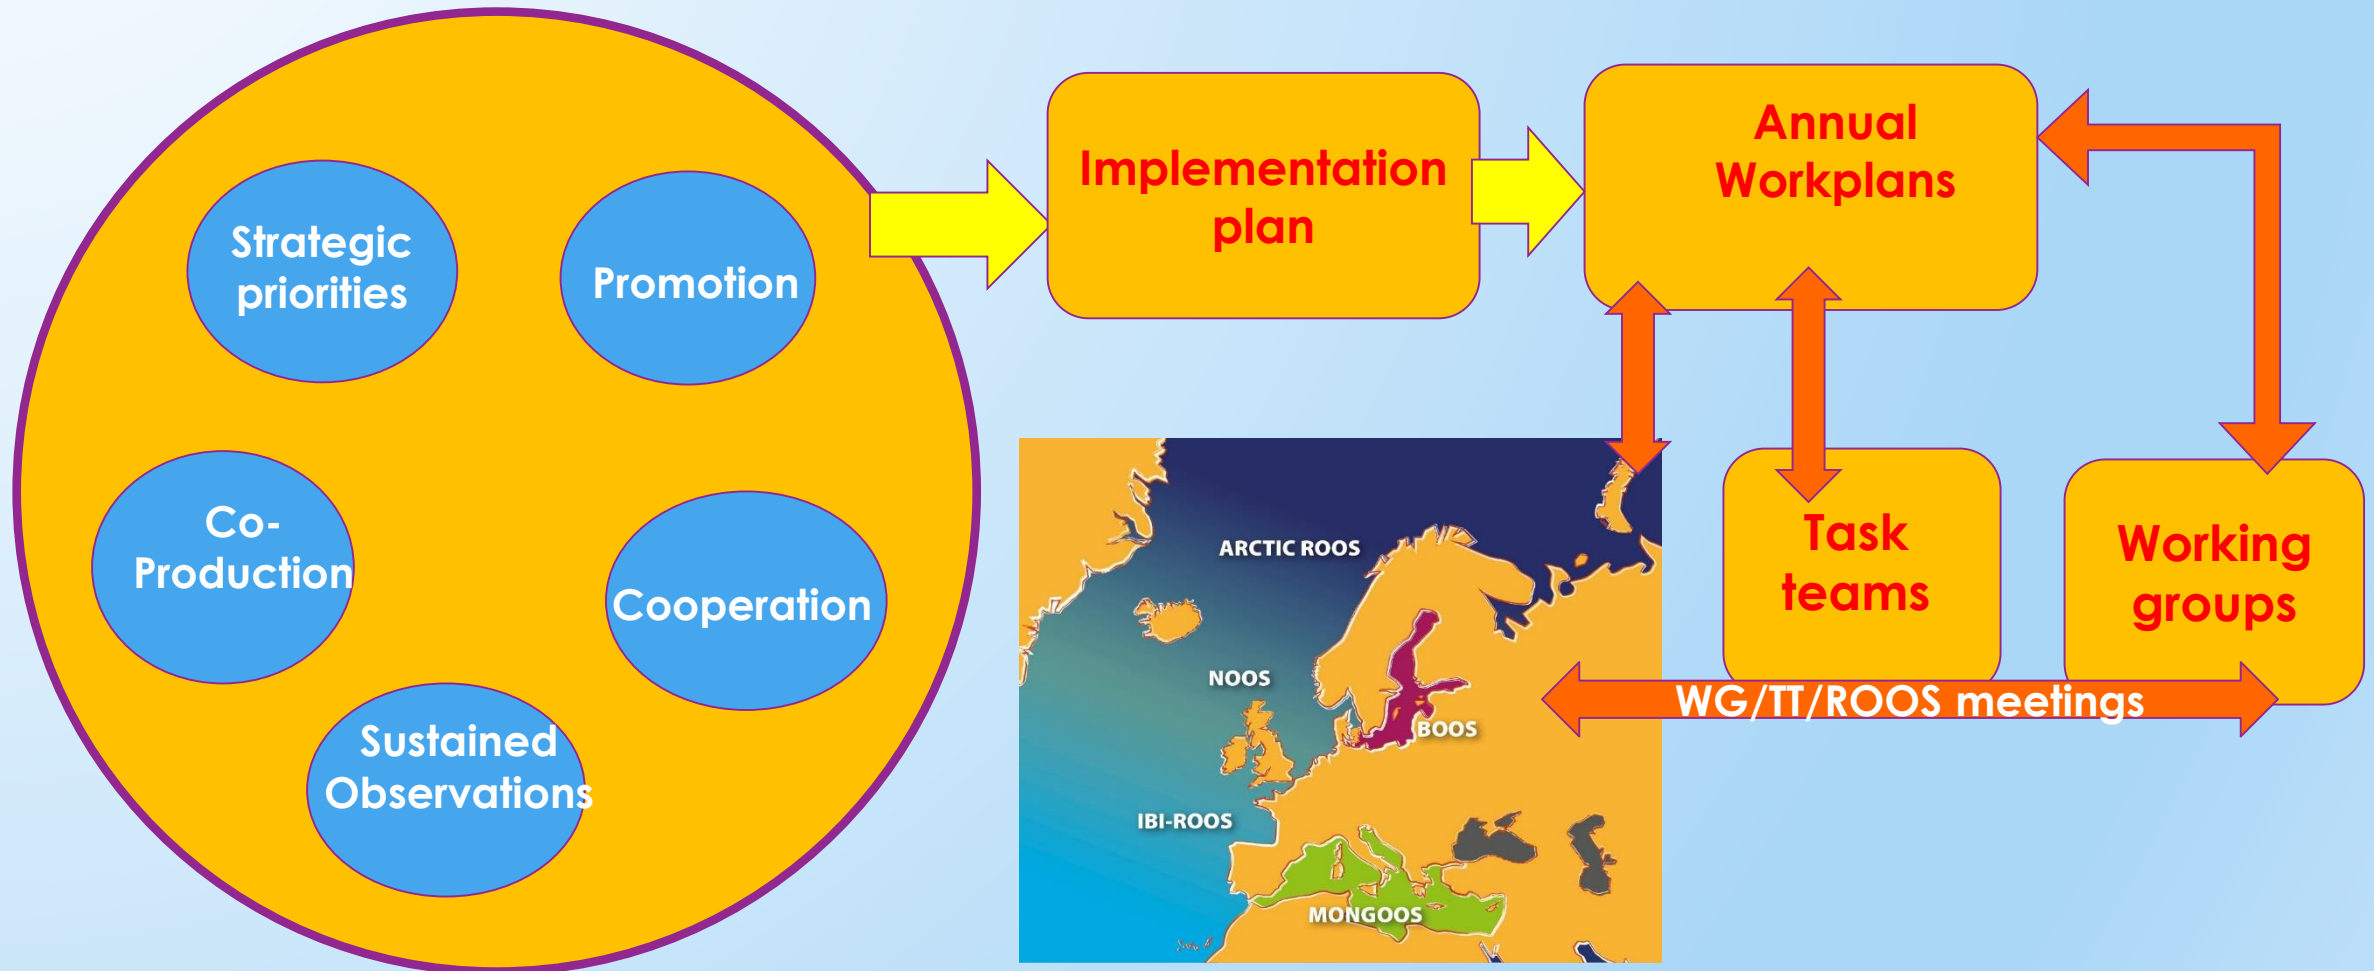 Strategic
priorities
Promotion
Co-
Production
Cooperation
Sustained
Observations
Implementation
plan
Annual
Workplans
Task
teams
Working
groups
WG/TT/ROOS meetings
ARCTIC ROOS
NOOS
BOOS
IBI-ROOS
MONGOOS